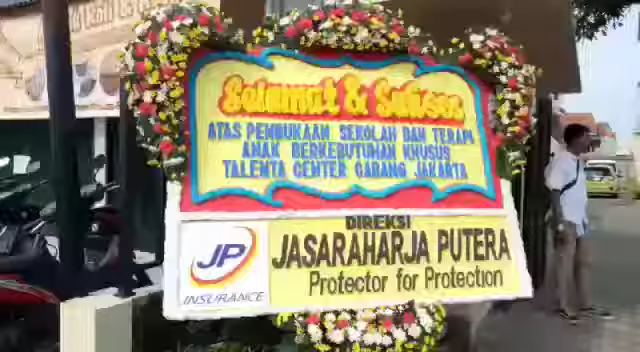 Selamat & Sukses
ATAS PEMBUKAAN SEKOLAH DAN TERAPI
ANAK BERKEBUTUHAN KHUSUS
TALENTA CENTER CABANG JAKARTA
DIREKSI
JASARAHARJA PUTERA
Protector for Protection
JP
INSURANCE